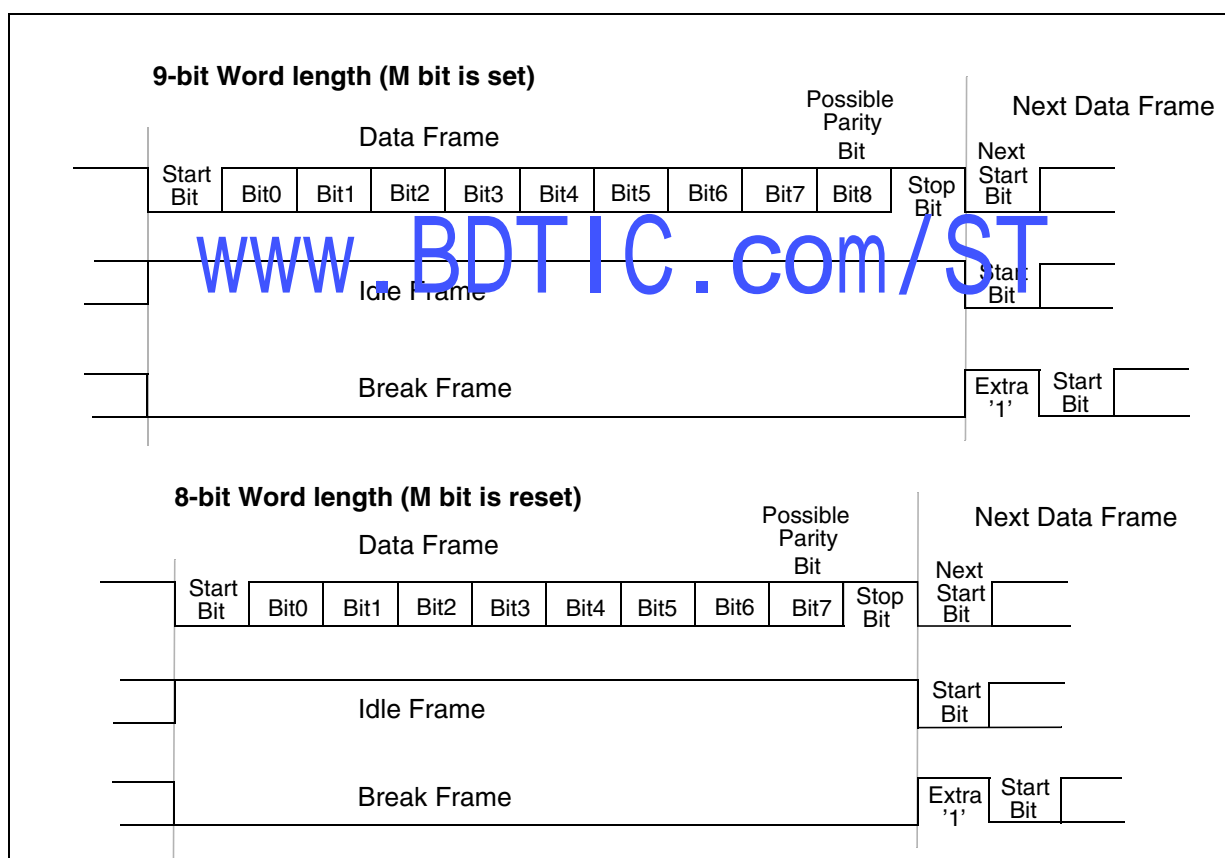 9-bit Word length (M bit is set)
Possible
Parity
Bit
Next Data Frame
Data Frame
Next
Start
Bit
Start
Bit
Bit0 Bit1 Bit2 Bit3 Bit4 Bit5 Bit6 Bit7 Bit8
Stop
Bit
www.BDTIC.com/ST
Idle Frame
Start
Bit
Break Frame
Extra
'1'
Start
Bit
8-bit Word length (M bit is reset)
Possible
Parity
Bit
Next Data Frame
Data Frame
Next
Start
Bit
Start
Bit
Bit0 Bit1 Bit2 Bit3 Bit4 Bit5 Bit6 Bit7
Stop
Bit
Idle Frame
Start
Bit
Break Frame
Extra
'1'
Start
Bit